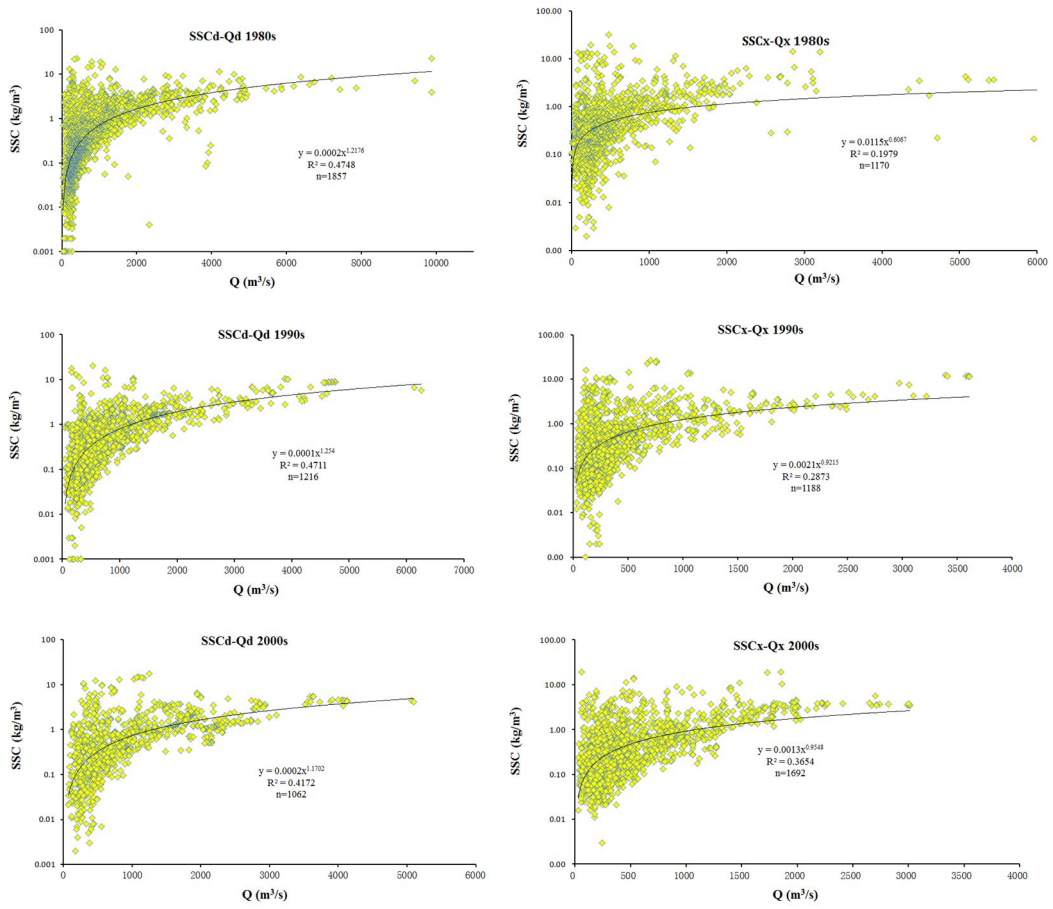 SSCd-Qd 1980s
SSC (kg/m³)
100
10
1
0.1
0.01
0.001
y = 0.0002x^1.2176
R² = 0.4748
n=1857
0 2000 4000 6000 8000 10000
Q (m³/s)
SSCx-Qx 1980s
SSC (kg/m³)
100.00
10.00
1.00
0.10
0.01
0.00
y = 0.0115x^0.6067
R² = 0.1979
n=1170
0 1000 2000 3000 4000 5000 6000
Q (m³/s)
SSCd-Qd 1990s
SSC (kg/m³)
100
10
1
0.1
0.01
0.001
y = 0.0001x^1.254
R² = 0.4711
n=1216
0 1000 2000 3000 4000 5000 6000 7000
Q (m³/s)
SSCx-Qx 1990s
SSC (kg/m³)
100.00
10.00
1.00
0.10
0.01
0.00
y = 0.0021x^0.9215
R² = 0.2873
n=1188
0 500 1000 1500 2000 2500 3000 3500 4000
Q (m³/s)
SSCd-Qd 2000s
SSC (kg/m³)
100
10
1
0.1
0.01
0.001
y = 0.0002x^1.1702
R² = 0.4172
n=1062
0 1000 2000 3000 4000 5000 6000
Q (m³/s)
SSCx-Qx 2000s
SSC (kg/m³)
100.00
10.00
1.00
0.10
0.01
0.00
y = 0.0013x^0.9548
R² = 0.3654
n=1692
0 500 1000 1500 2000 2500 3000 3500 4000
Q (m³/s)